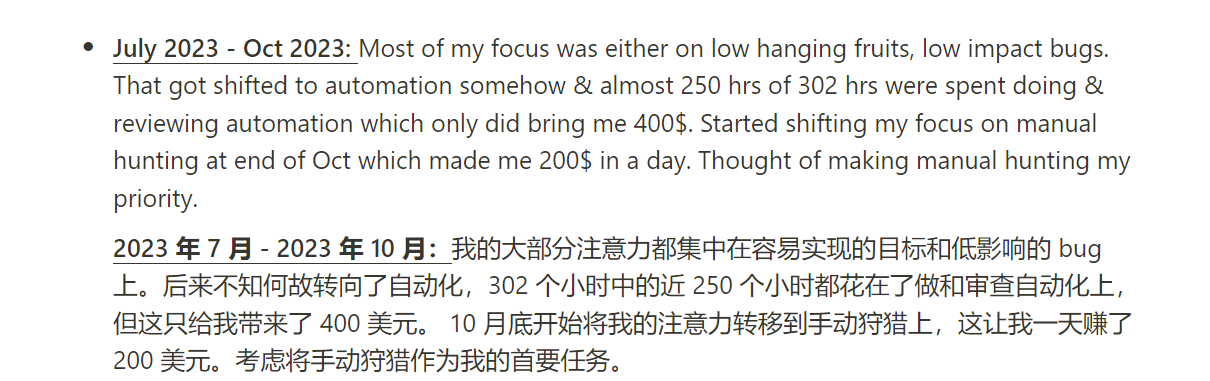 July 2023 - Oct 2023: Most of my focus was either on low hanging fruits, low impact bugs.
That got shifted to automation somehow & almost 250 hrs of 302 hrs were spent doing &
reviewing automation which only did bring me 400$. Started shifting my focus on manual
hunting at end of Oct which made me 200$ in a day. Thought of making manual hunting my
priority.
2023 年 7 月 - 2023 年 10 月：我的大部分注意力都集中在容易实现的目标和低影响的 bug
上。后来不知何故转向了自动化，302 个小时中的近 250 个小时都花在了做和审查自动化上，
但这只给我带来了 400 美元。 10 月底开始将我的注意力转移到手动狩猎上，这让我一天赚了
200 美元。考虑将手动狩猎作为我的首要任务。